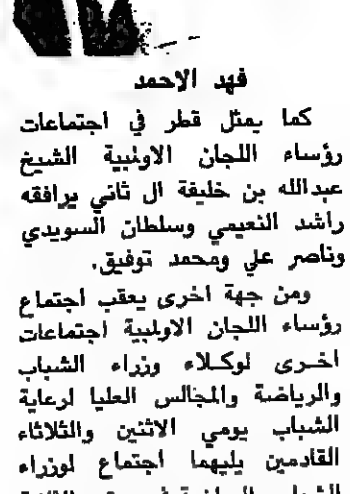 فهد الاحمد
كما يمثل قطر في اجتماعات
رؤساء اللجان الاولمبية الشيخ
عبدالله بن خليفة ال ثاني يرافقه
راشد النعيمي وسلطان السويدي
وناصر علي ومحمد توفيق.
ومن جهة اخرى يعقب اجتماع
رؤساء اللجان الاولمبية اجتماعات
اخرى لوكلاء وزراء الشباب
والرياضة والمجالس العليا لرعاية
الشباب يومي الاثنين والثلاثاء
القادمين يليهما اجتماع لوزراء